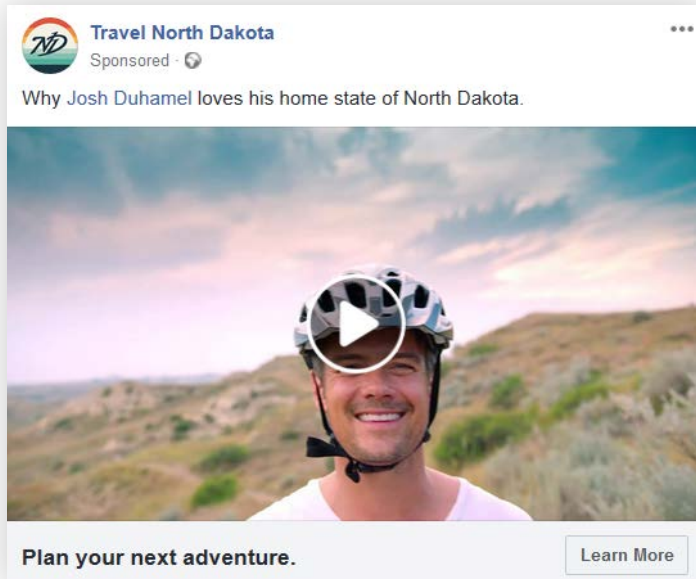 ND
Travel North Dakota
Sponsored ·
Why Josh Duhamel loves his home state of North Dakota.
Plan your next adventure.
Learn More